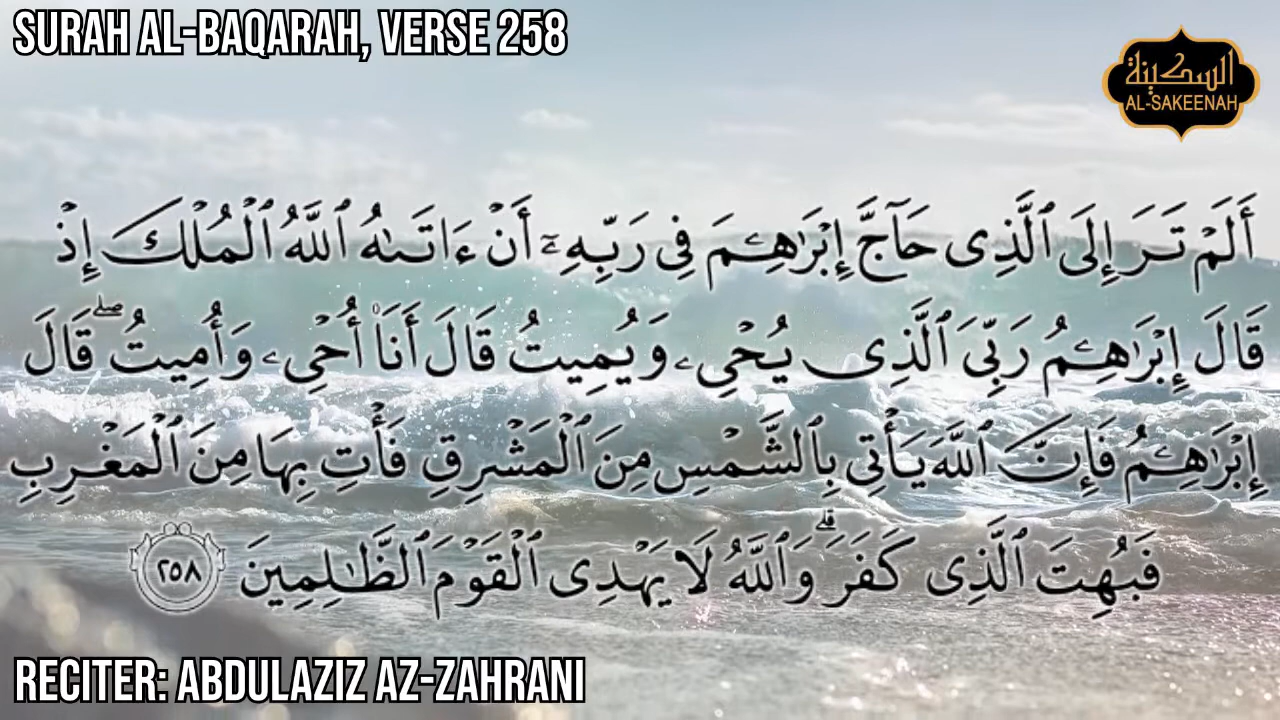 SURAH AL-BAQARAH, VERSE 258
السكينة
AL-SAKEENAH
أَلَمۡ تَرَ إِلَى ٱلَّذِى حَآجَّ إِبۡرَٰهِـۧمَ فِى رَبِّهِۦٓ أَنۡ ءَاتَىٰهُ ٱللَّهُ ٱلۡمُلۡكَ إِذۡ
قَالَ إِبۡرَٰهِـۧمُ رَبِّىَ ٱلَّذِى يُحۡىِۦ وَيُمِيتُ قَالَ أَنَا۠ أُحۡىِۦ وَأُمِيتُۖ قَالَ
إِبۡرَٰهِـۧمُ فَإِنَّ ٱللَّهَ يَأۡتِى بِٱلشَّمۡسِ مِنَ ٱلۡمَشۡرِقِ فَأۡتِ بِهَا مِنَ ٱلۡمَغۡرِبِ
فَبُهِتَ ٱلَّذِى كَفَرَۗ وَٱللَّهُ لَا يَهۡدِى ٱلۡقَوۡمَ ٱلظَّٰلِمِينَ ٢٥٨
RECITER: ABDULAZIZ AZ-ZAHRANI